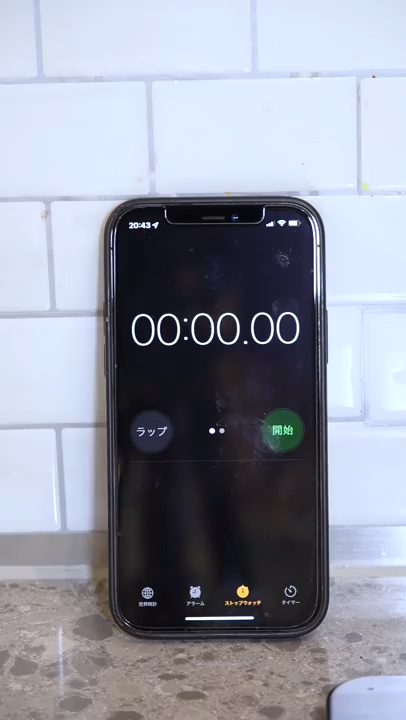 20:43
00:00.00
ラップ
開始
世界時計
アラーム
ストップウォッチ
タイマー